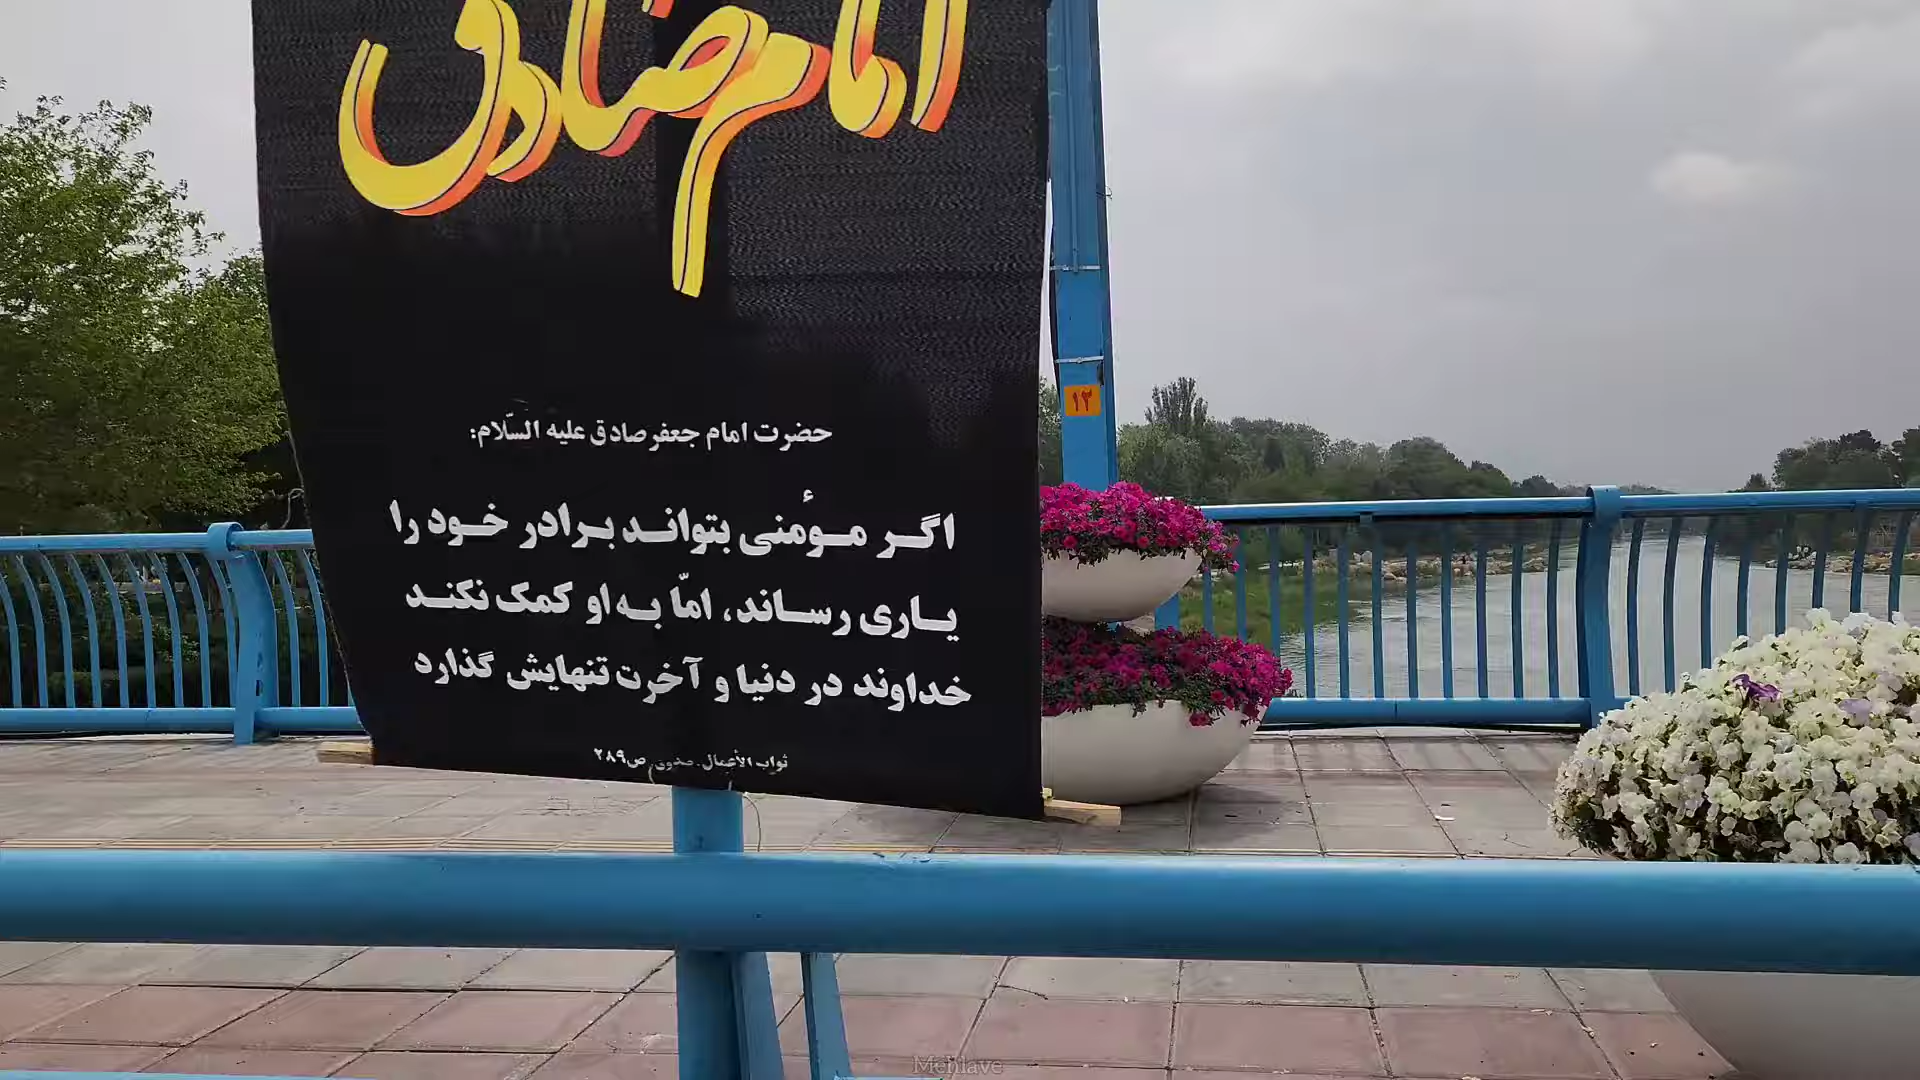 امام صادق
حضرت امام جعفر صادق علیه السّلام:
اگر مؤمنی بتواند برادر خود را
یاری رساند، امّا به او کمک نکند
خداوند در دنیا و آخرت تنهایش گذارد
ثواب الأعمال. صدوق. ص۲۸۹
۱۲